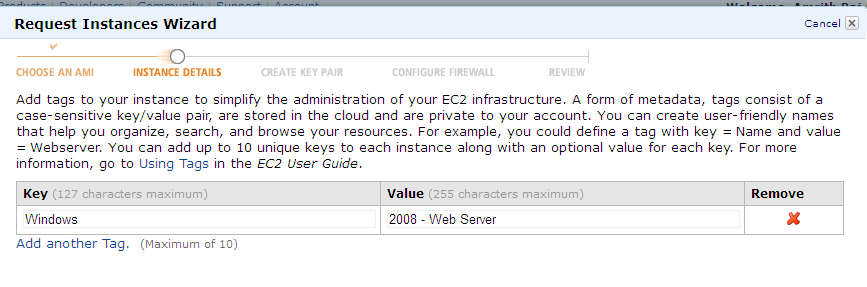 Products Developers Community Support Account
Welcome, Amrith Raj
Request Instances Wizard
Cancel
CHOOSE AN AMI INSTANCE DETAILS CREATE KEY PAIR CONFIGURE FIREWALL REVIEW
Add tags to your instance to simplify the administration of your EC2 infrastructure. A form of metadata, tags consist of a
case-sensitive key/value pair, are stored in the cloud and are private to your account. You can create user-friendly names
that help you organize, search, and browse your resources. For example, you could define a tag with key = Name and value
= Webserver. You can add up to 10 unique keys to each instance along with an optional value for each key. For more
information, go to Using Tags in the EC2 User Guide.
Key (127 characters maximum) Value (255 characters maximum) Remove
Windows 2008 - Web Server
Add another Tag. (Maximum of 10)